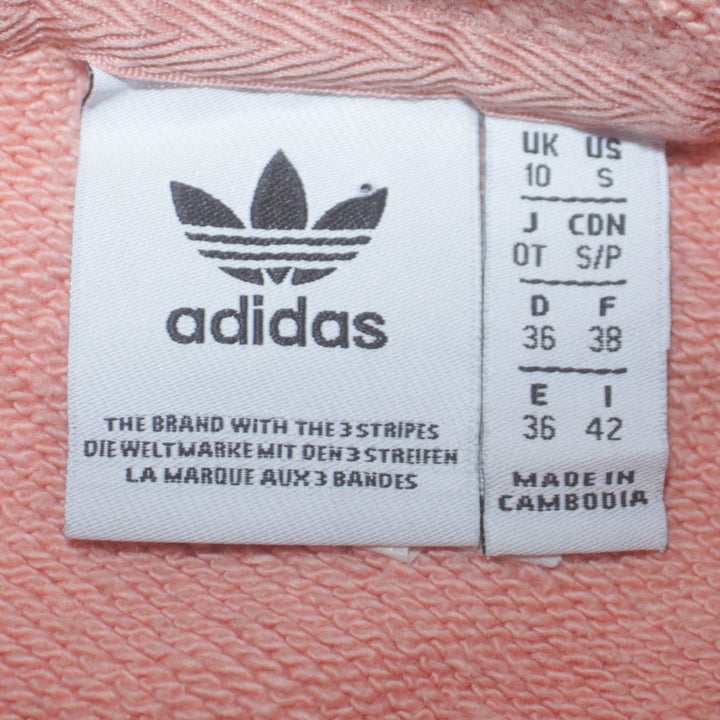 adidas
THE BRAND WITH THE 3 STRIPES
DIE WELTMARKE MIT DEN 3 STREIFEN
LA MARQUE AUX 3 BANDES
UK US
10 S
J CDN
OT S/P
D F
36 38
E I
36 42
MADE IN
CAMBODIA